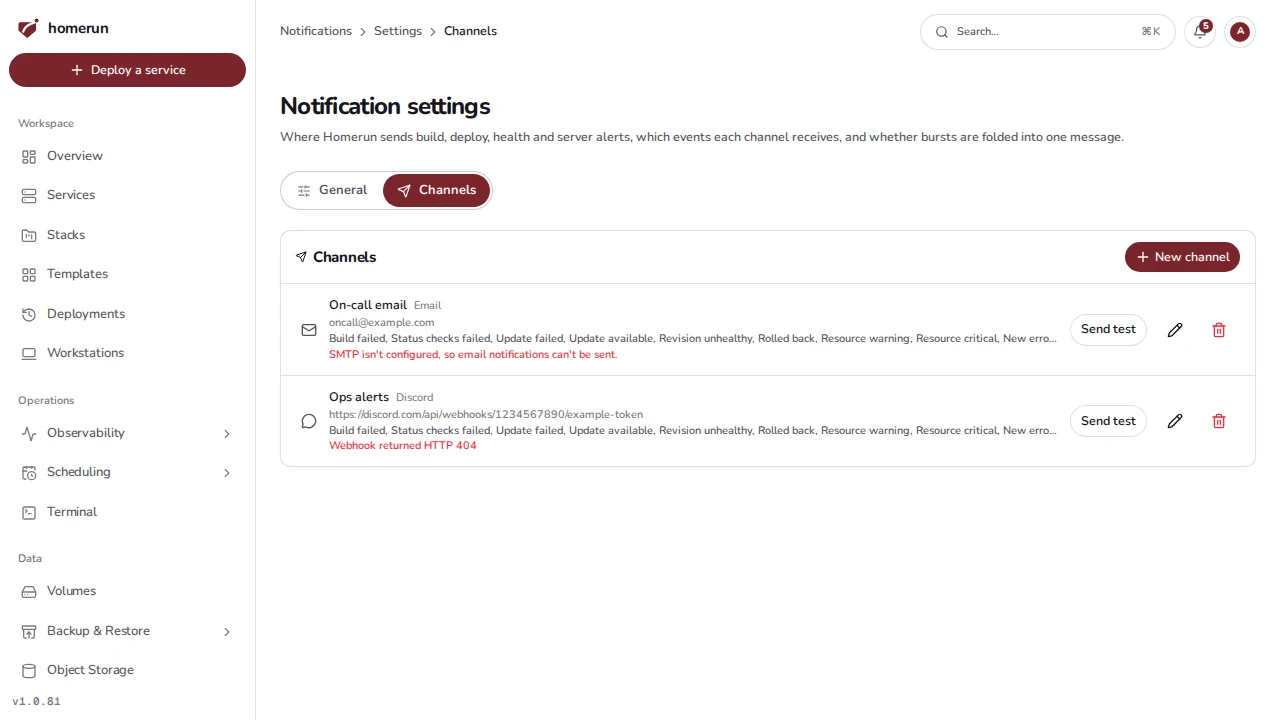 homerun
Deploy a service
Workspace
Overview
Services
Stacks
Templates
Deployments
Workstations
Operations
Observability
Scheduling
Terminal
Data
Volumes
Backup & Restore
Object Storage
v1.0.81
Notifications > Settings > Channels
Search... ⌘K
5
A
Notification settings
Where Homerun sends build, deploy, health and server alerts, which events each channel receives, and whether bursts are folded into one message.
General
Channels
Channels
New channel
On-call email Email
oncall@example.com
Build failed, Status checks failed, Update failed, Update available, Revision unhealthy, Rolled back, Resource warning, Resource critical, New erro...
SMTP isn't configured, so email notifications can't be sent.
Send test
Ops alerts Discord
https://discord.com/api/webhooks/1234567890/example-token
Build failed, Status checks failed, Update failed, Update available, Revision unhealthy, Rolled back, Resource warning, Resource critical, New erro...
Webhook returned HTTP 404
Send test